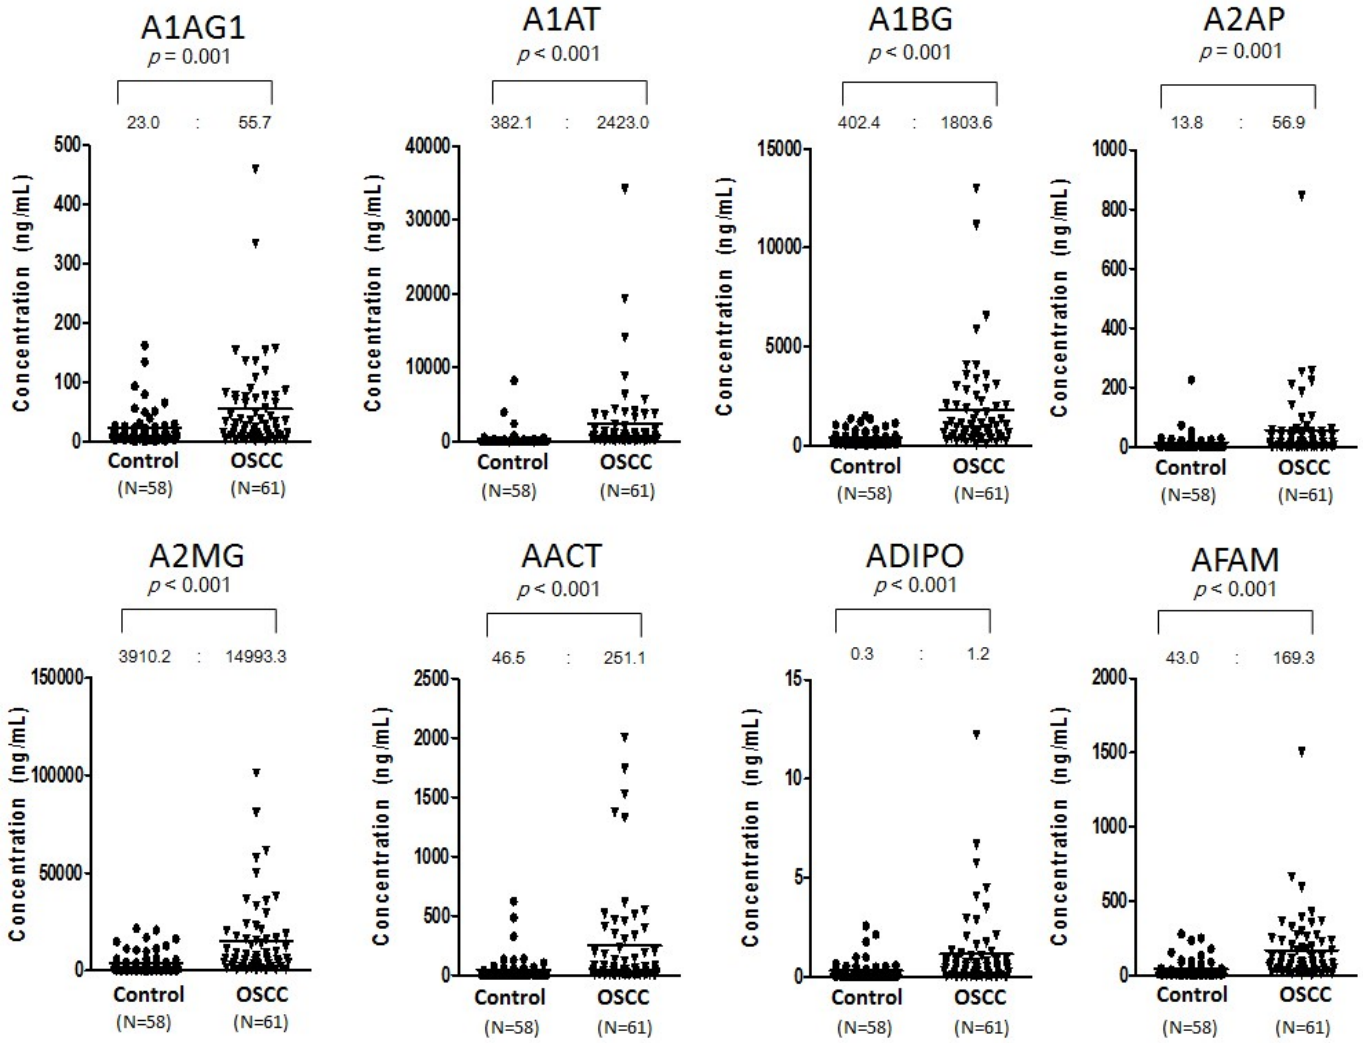 A1AG1
p = 0.001
23.0 : 55.7
Concentration (ng/mL)
500
400
300
200
100
0
Control OSCC
(N=58) (N=61)
A1AT
p < 0.001
382.1 : 2423.0
Concentration (ng/mL)
40000
30000
20000
10000
0
Control OSCC
(N=58) (N=61)
A1BG
p < 0.001
402.4 : 1803.6
Concentration (ng/mL)
15000
10000
5000
0
Control OSCC
(N=58) (N=61)
A2AP
p = 0.001
13.8 : 56.9
Concentration (ng/mL)
1000
800
600
400
200
0
Control OSCC
(N=58) (N=61)
A2MG
p < 0.001
3910.2 : 14993.3
Concentration (ng/mL)
150000
100000
50000
0
Control OSCC
(N=58) (N=61)
AACT
p < 0.001
46.5 : 251.1
Concentration (ng/mL)
2500
2000
1500
1000
500
0
Control OSCC
(N=58) (N=61)
ADIPO
p < 0.001
0.3 : 1.2
Concentration (ng/mL)
15
10
5
0
Control OSCC
(N=58) (N=61)
AFAM
p < 0.001
43.0 : 169.3
Concentration (ng/mL)
2000
1500
1000
500
0
Control OSCC
(N=58) (N=61)